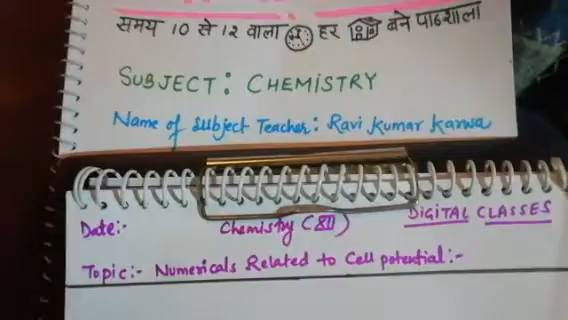 समय 10 से 12 वाला हर बने पाठशाला
SUBJECT: CHEMISTRY
Name of Subject Teacher: Ravi Kumar Karwa
DIGITAL CLASSES
Date:- Chemistry (XII)
Topic:- Numericals Related to Cell potential:-